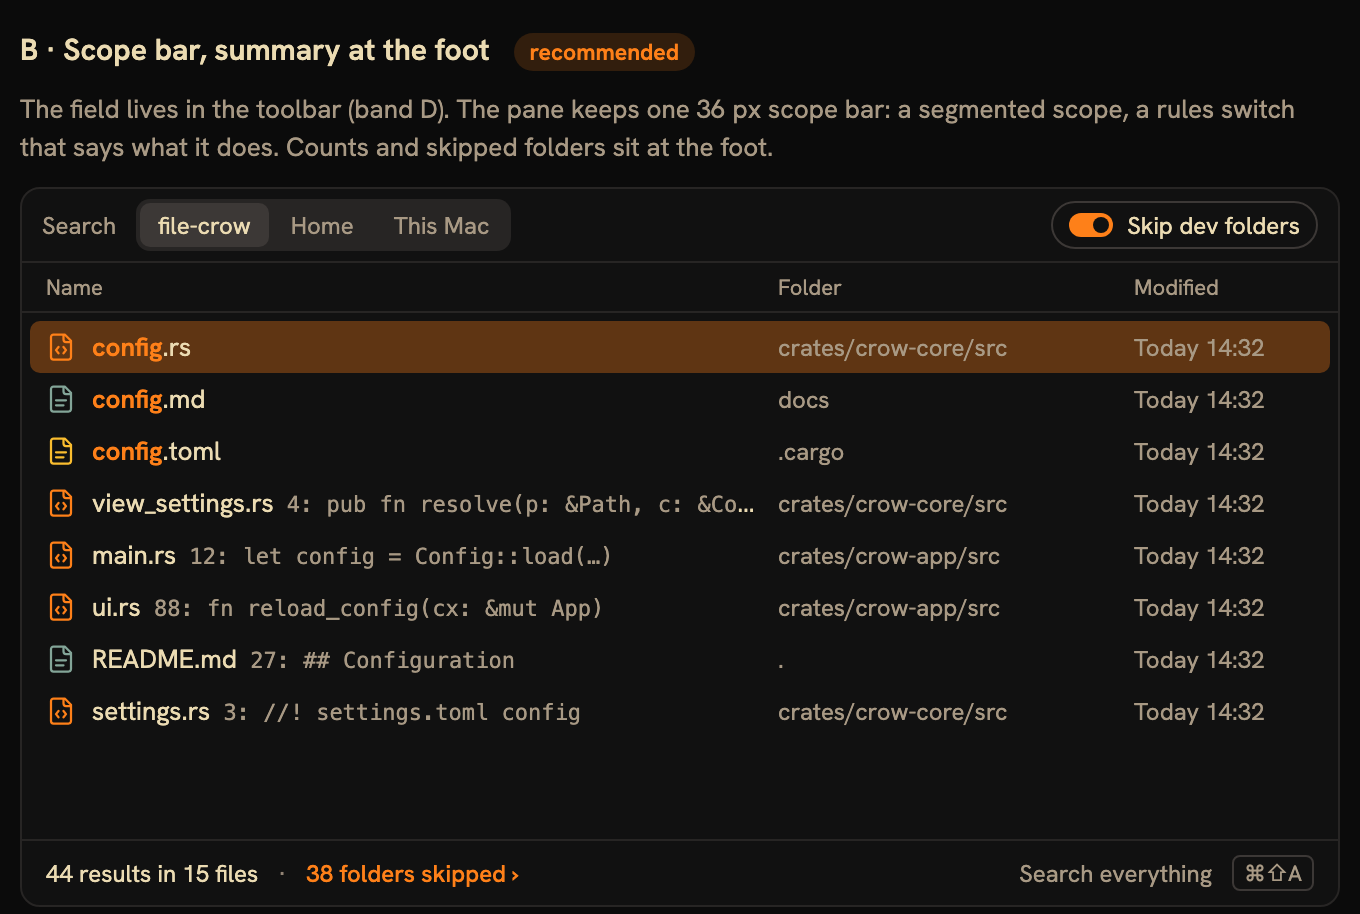 B · Scope bar, summary at the foot recommended
The field lives in the toolbar (band D). The pane keeps one 36 px scope bar: a segmented scope, a rules switch
that says what it does. Counts and skipped folders sit at the foot.
Search file-crow Home This Mac Skip dev folders
Name Folder Modified
config.rs crates/crow-core/src Today 14:32
config.md docs Today 14:32
config.toml .cargo Today 14:32
view_settings.rs 4: pub fn resolve(p: &Path, c: &Co… crates/crow-core/src Today 14:32
main.rs 12: let config = Config::load(…) crates/crow-app/src Today 14:32
ui.rs 88: fn reload_config(cx: &mut App) crates/crow-app/src Today 14:32
README.md 27: ## Configuration . Today 14:32
settings.rs 3: //! settings.toml config crates/crow-core/src Today 14:32
44 results in 15 files · 38 folders skipped › Search everything ⌘⇧A